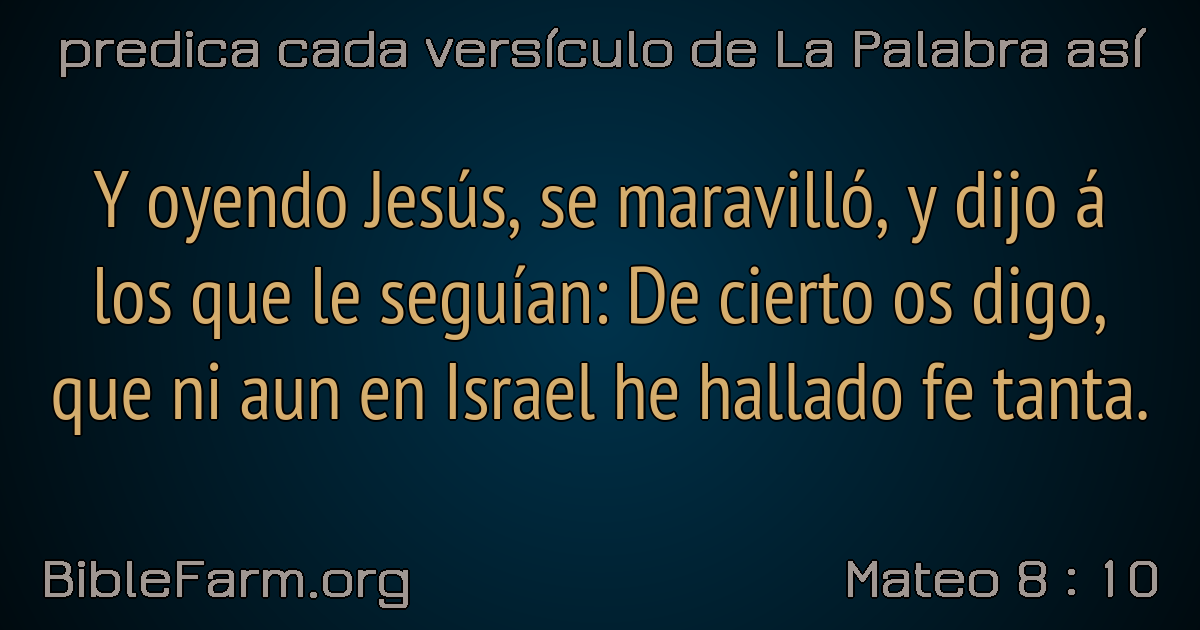 predica cada versículo de La Palabra así
Y oyendo Jesús, se maravilló, y dijo á
los que le seguían: De cierto os digo,
que ni aun en Israel he hallado fe tanta.
BibleFarm.org
Mateo 8 : 10